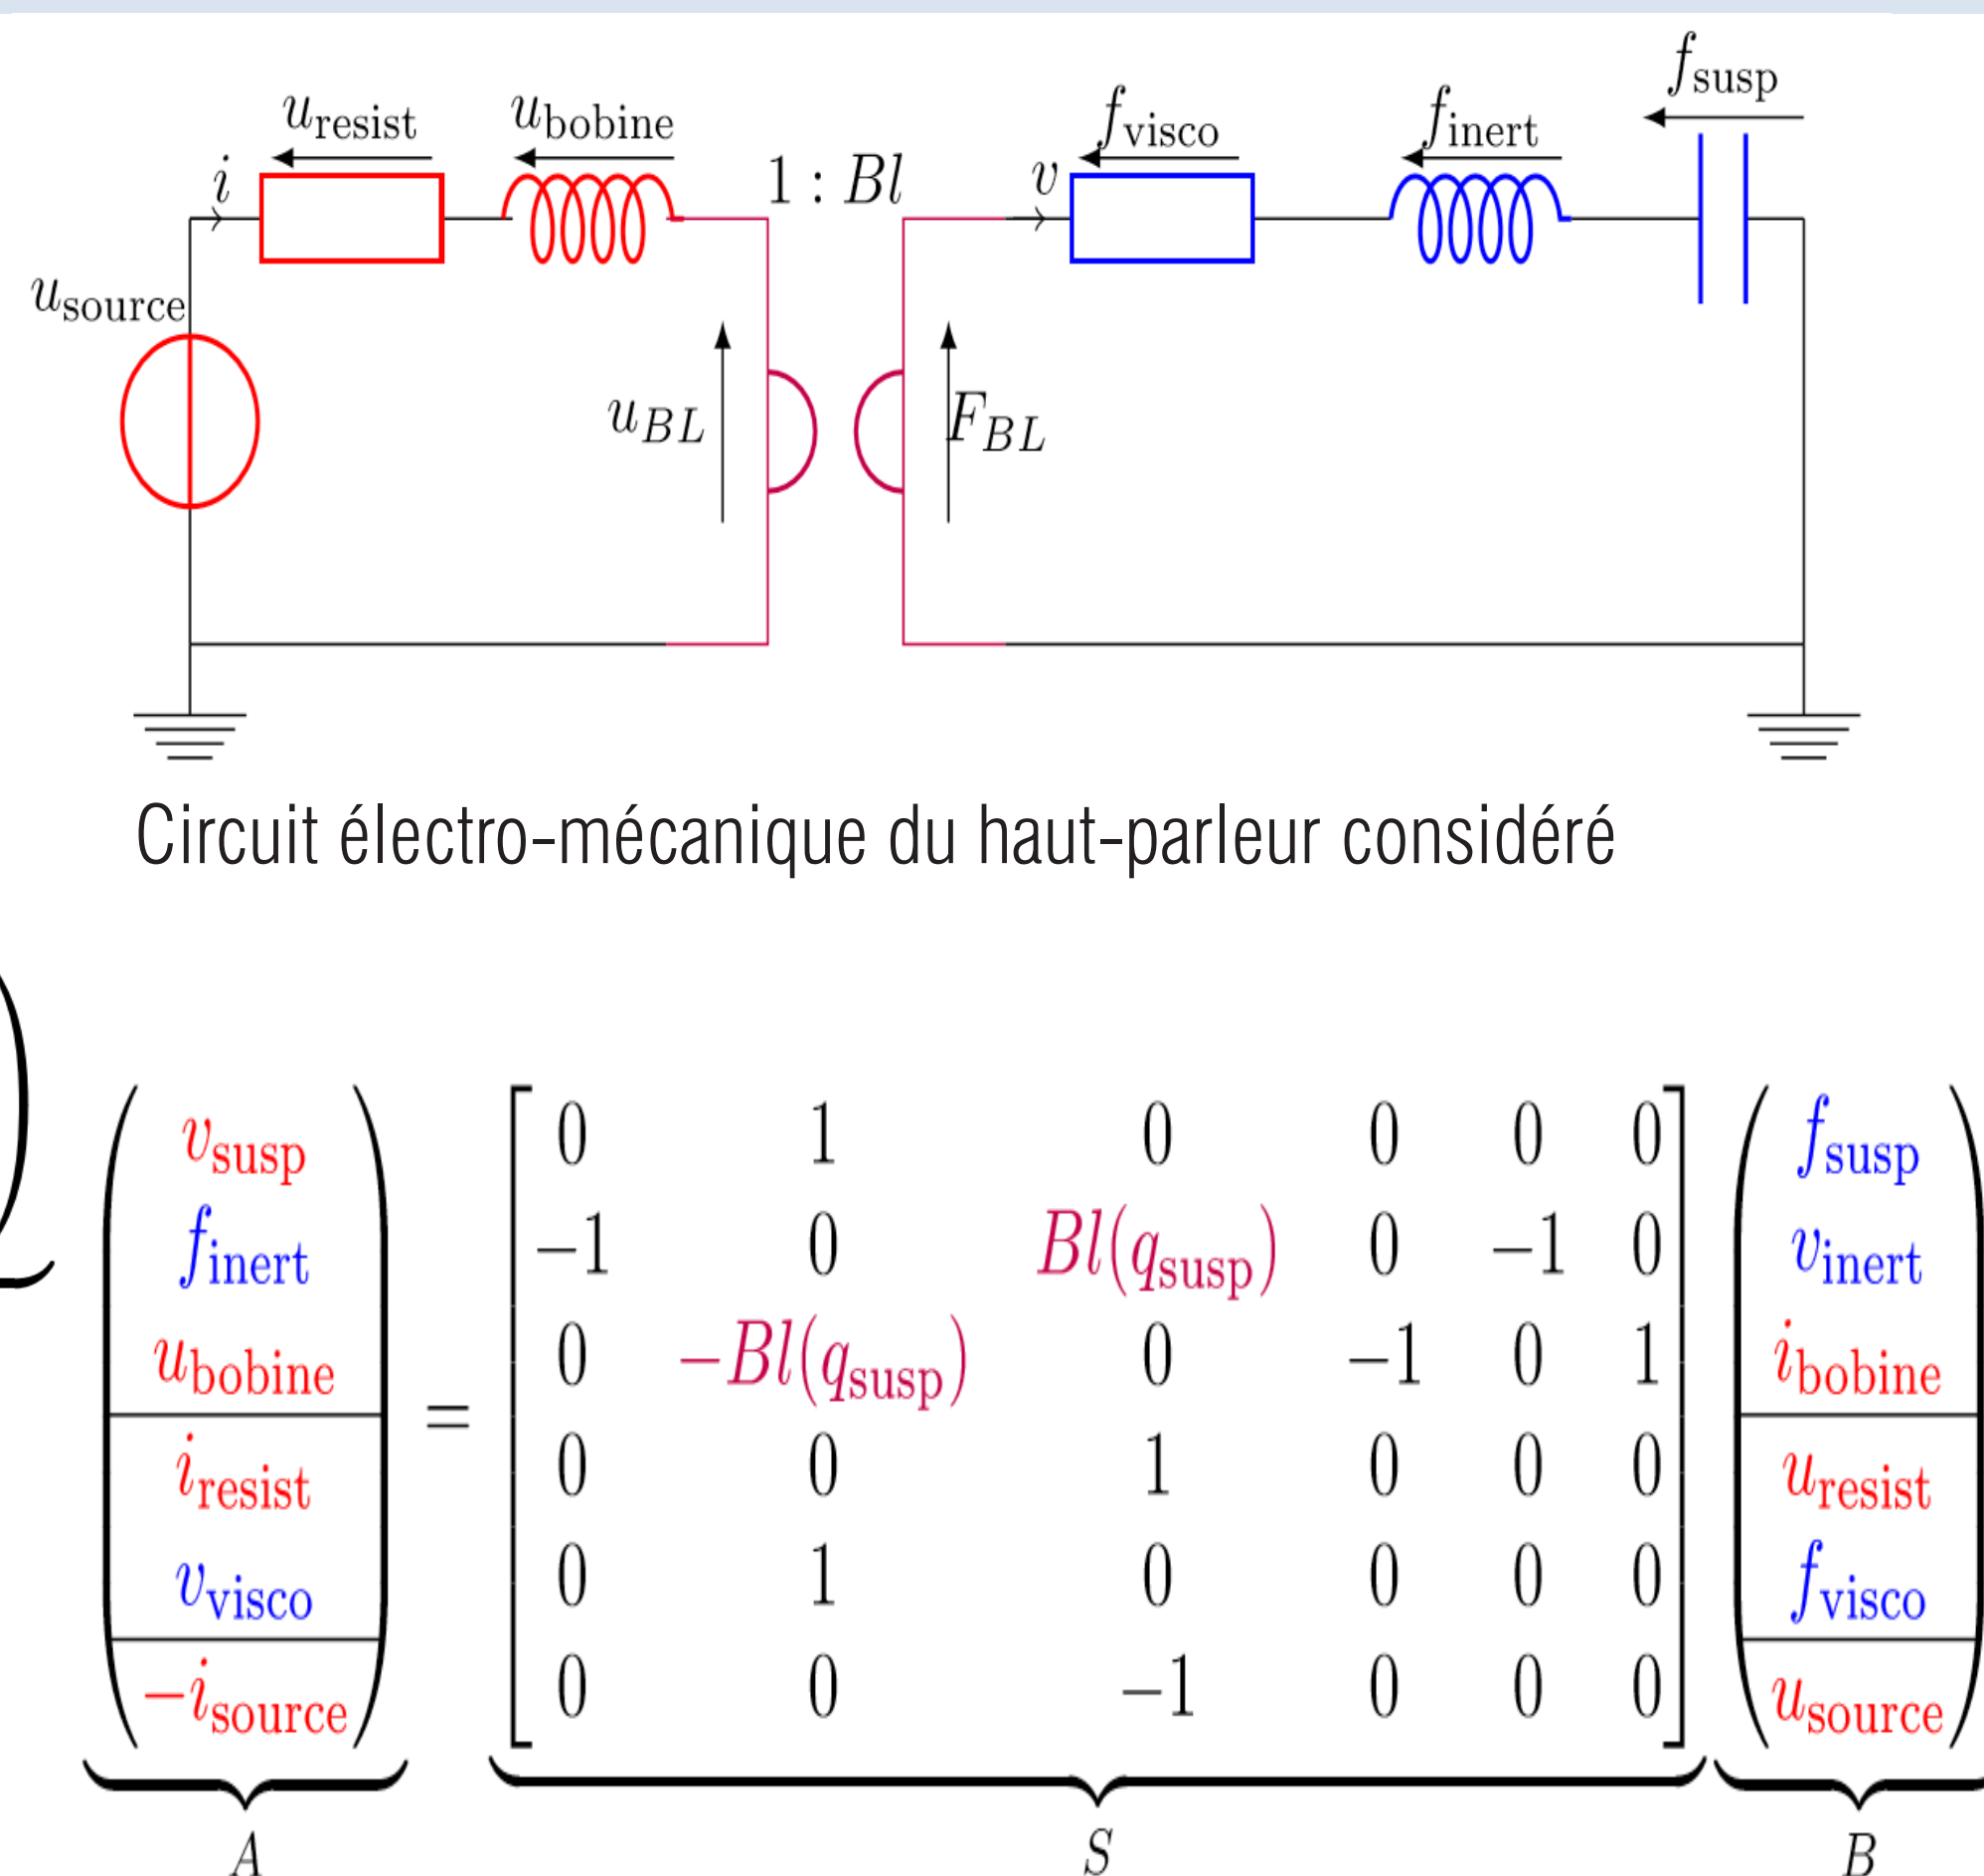 f_susp
u_resist u_bobine f_visco f_inert
i 1 : Bl v
u_source
u_BL F_BL
Circuit électro-mécanique du haut-parleur considéré
v_susp 0 1 0 0 0 0 f_susp
f_inert −1 0 Bl(q_susp) 0 −1 0 v_inert
u_bobine 0 −Bl(q_susp) 0 −1 0 1 i_bobine
=
i_resist 0 0 1 0 0 0 u_resist
v_visco 0 1 0 0 0 0 f_visco
−i_source 0 0 −1 0 0 0 u_source
A S B